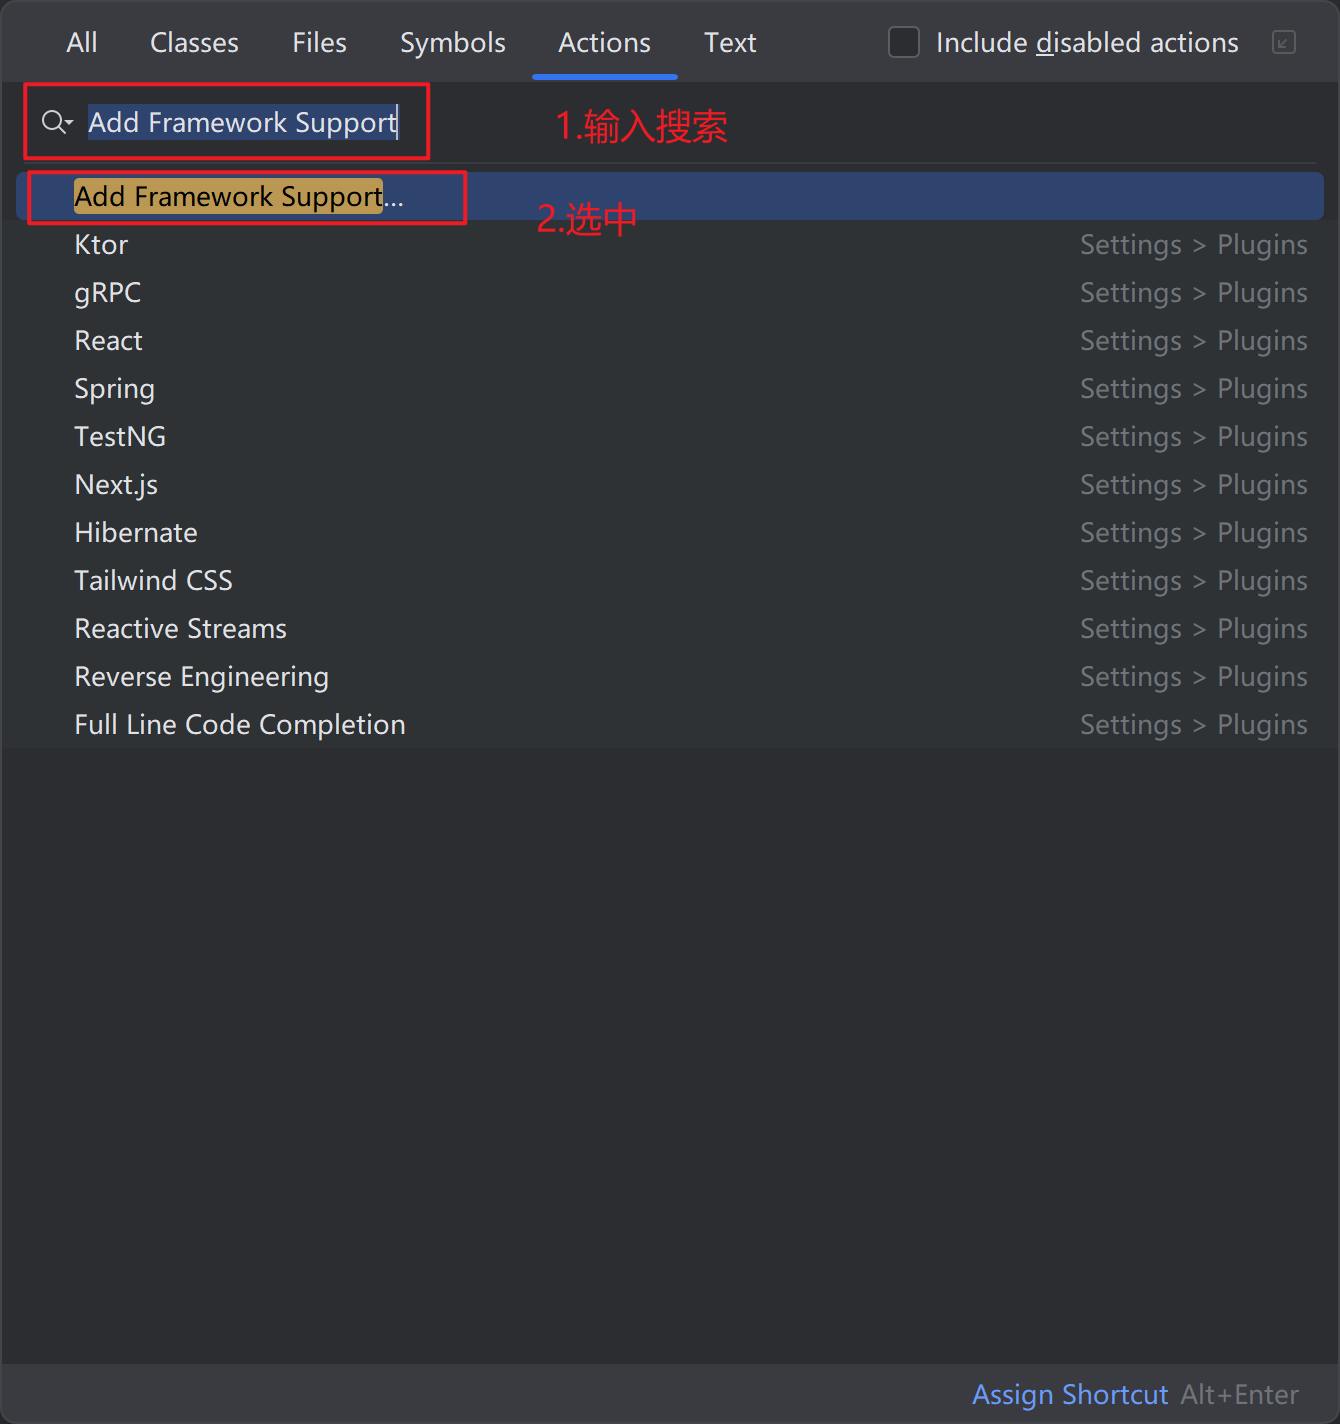 All Classes Files Symbols Actions Text Include disabled actions
Add Framework Support 1.输入搜索
Add Framework Support...
2.选中
Ktor Settings > Plugins
gRPC Settings > Plugins
React Settings > Plugins
Spring Settings > Plugins
TestNG Settings > Plugins
Next.js Settings > Plugins
Hibernate Settings > Plugins
Tailwind CSS Settings > Plugins
Reactive Streams Settings > Plugins
Reverse Engineering Settings > Plugins
Full Line Code Completion Settings > Plugins
Assign Shortcut Alt+Enter